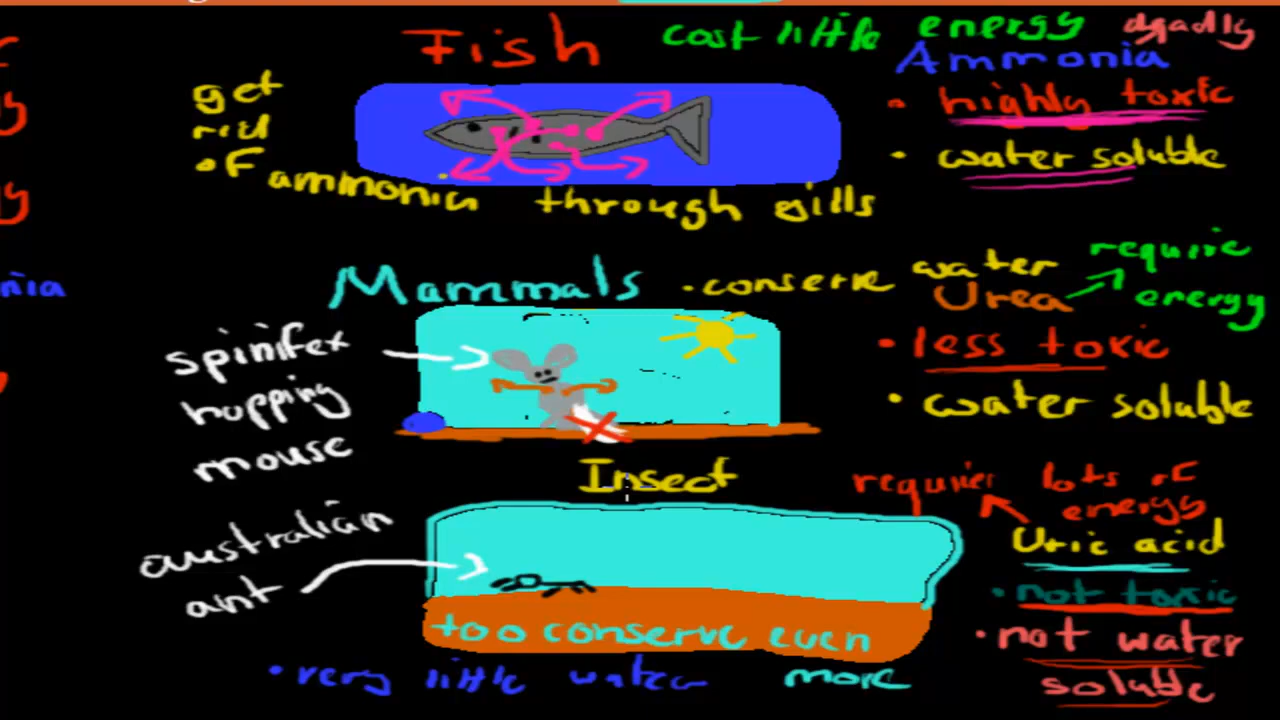 Fish
cost little energy deadly
Ammonia
get
rid
of ammonia through gills
• highly toxic
• water soluble
nia
Mammals • conserve water
require
energy
Urea
spinifex
hopping
mouse
• less toxic
• water soluble
Insect
requires lots of
energy
Uric acid
australian
ant
• not toxic
• not water
soluble
too conserve even
more
• very little water